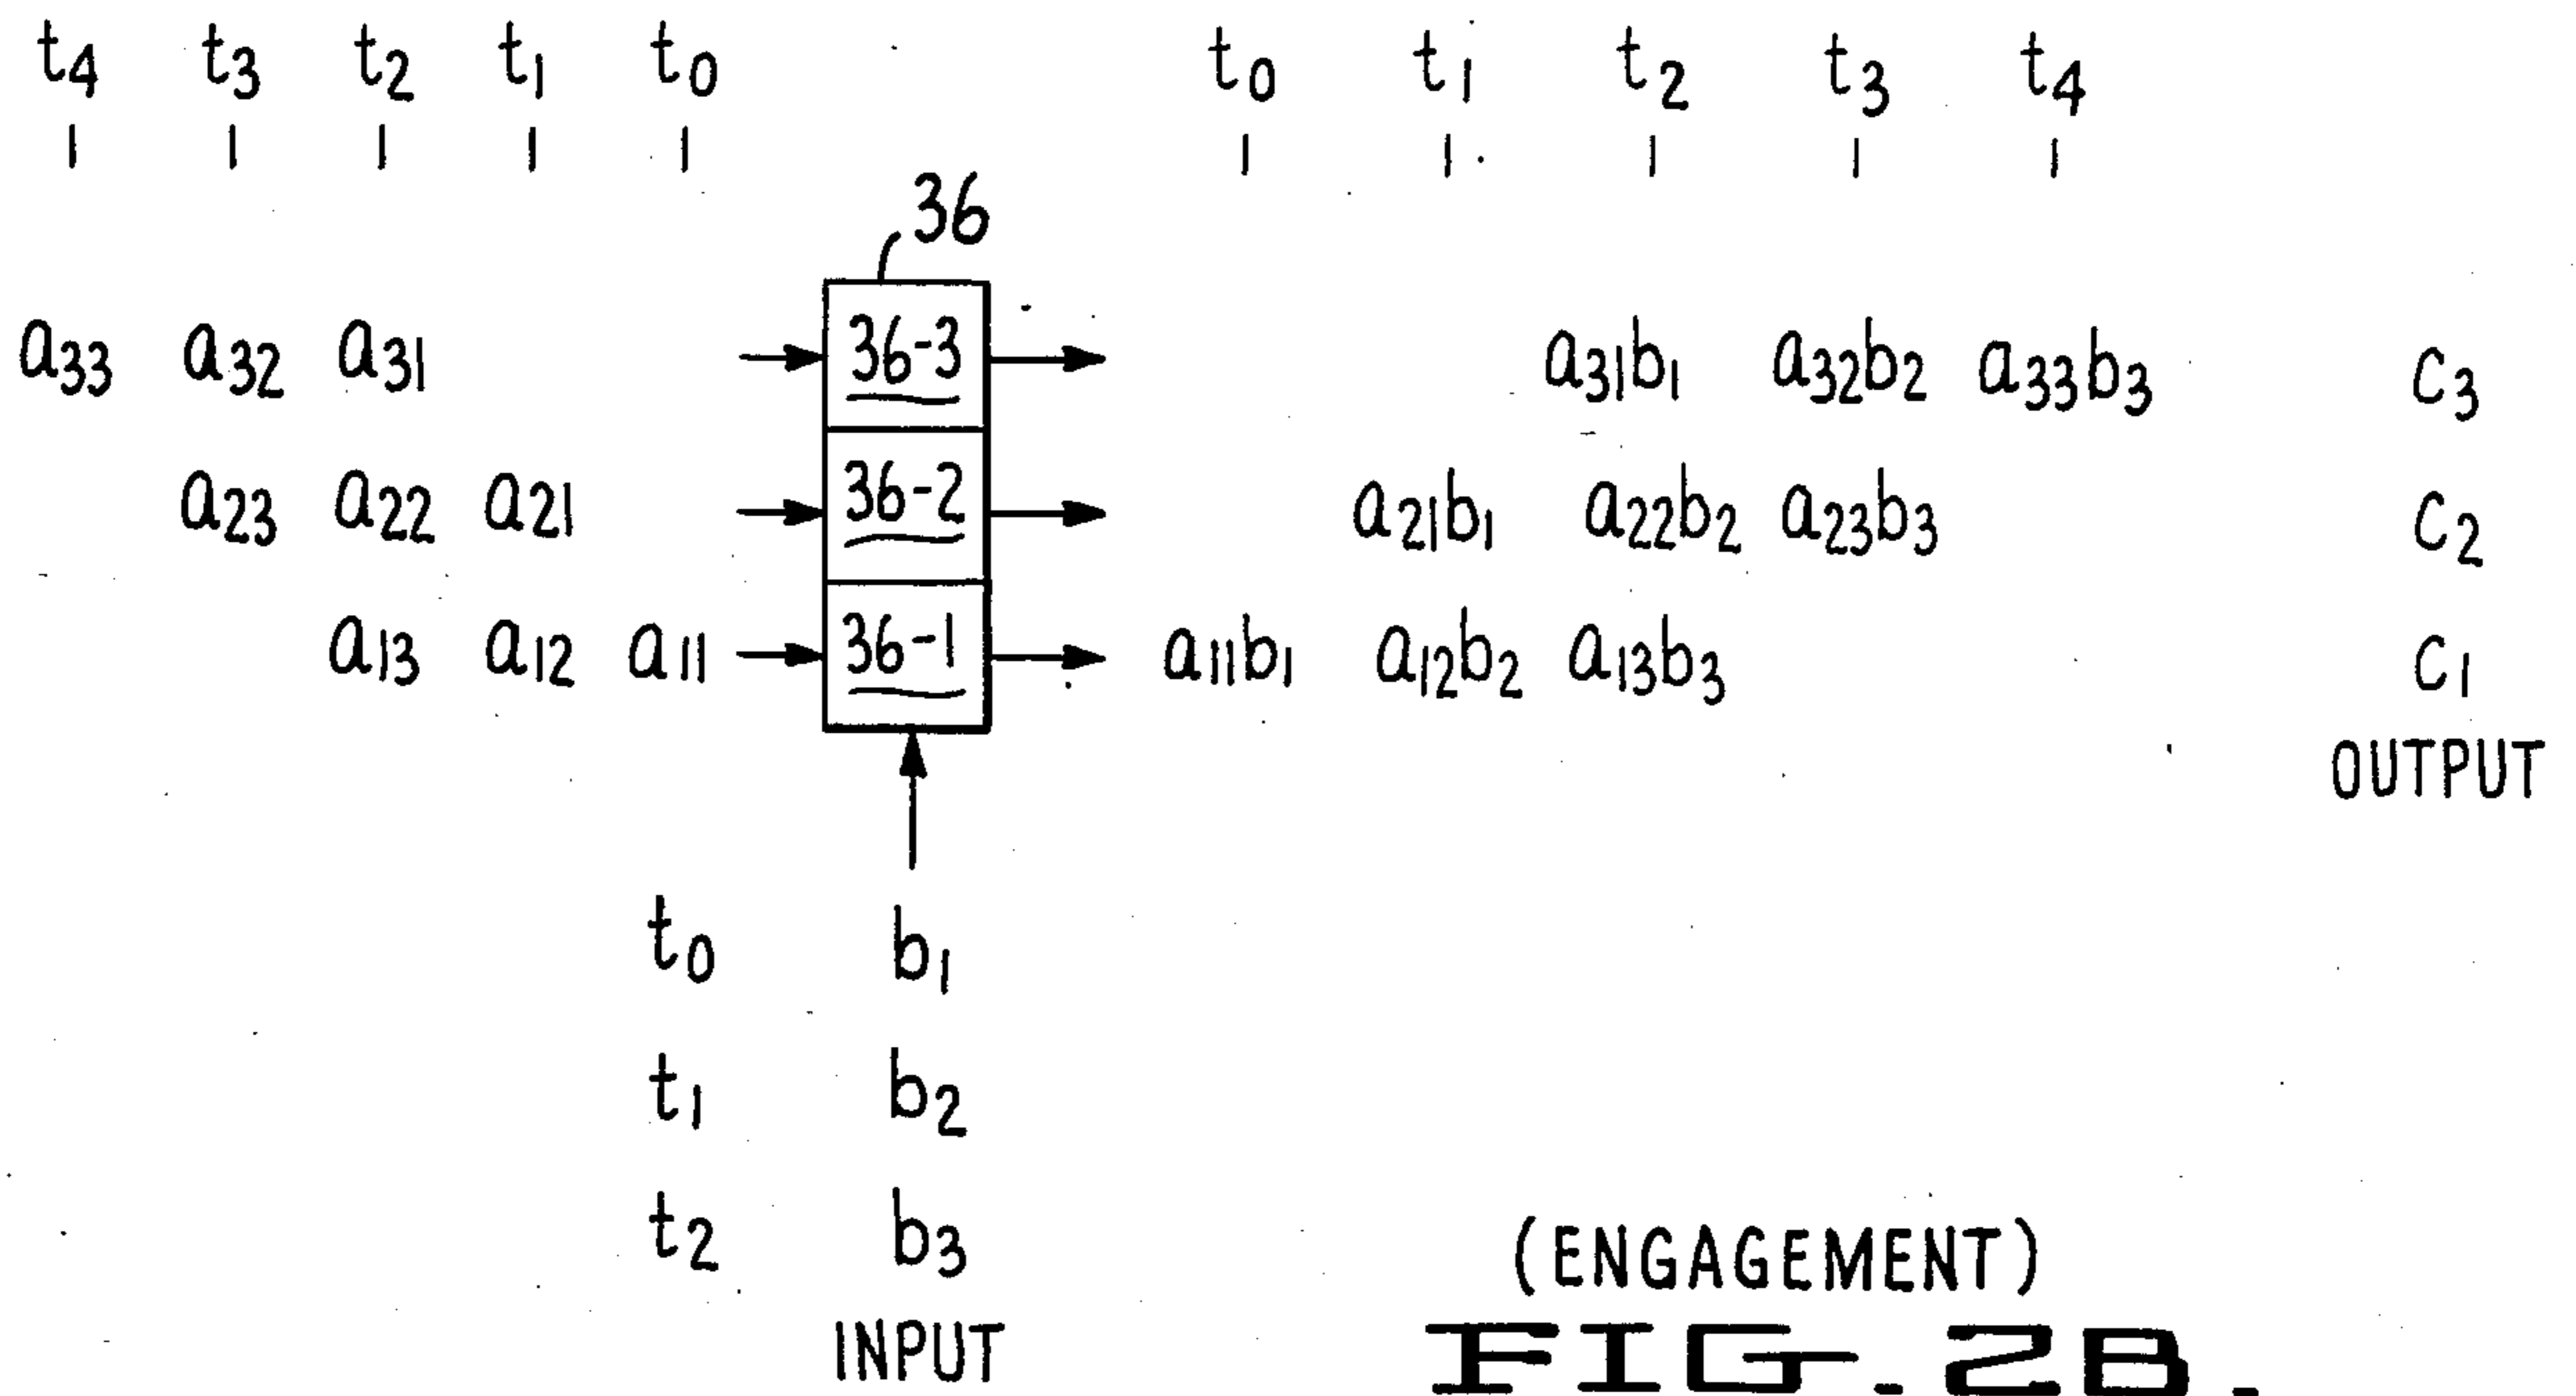 t4 t3 t2 t1 t0 t0 t1 t2 t3 t4
36
a33 a32 a31 36-3 a31b1 a32b2 a33b3 c3
a23 a22 a21 36-2 a21b1 a22b2 a23b3 c2
a13 a12 a11 36-1 a11b1 a12b2 a13b3 c1
OUTPUT
t0 b1
t1 b2
t2 b3
INPUT
(ENGAGEMENT)
FIG. 2B.